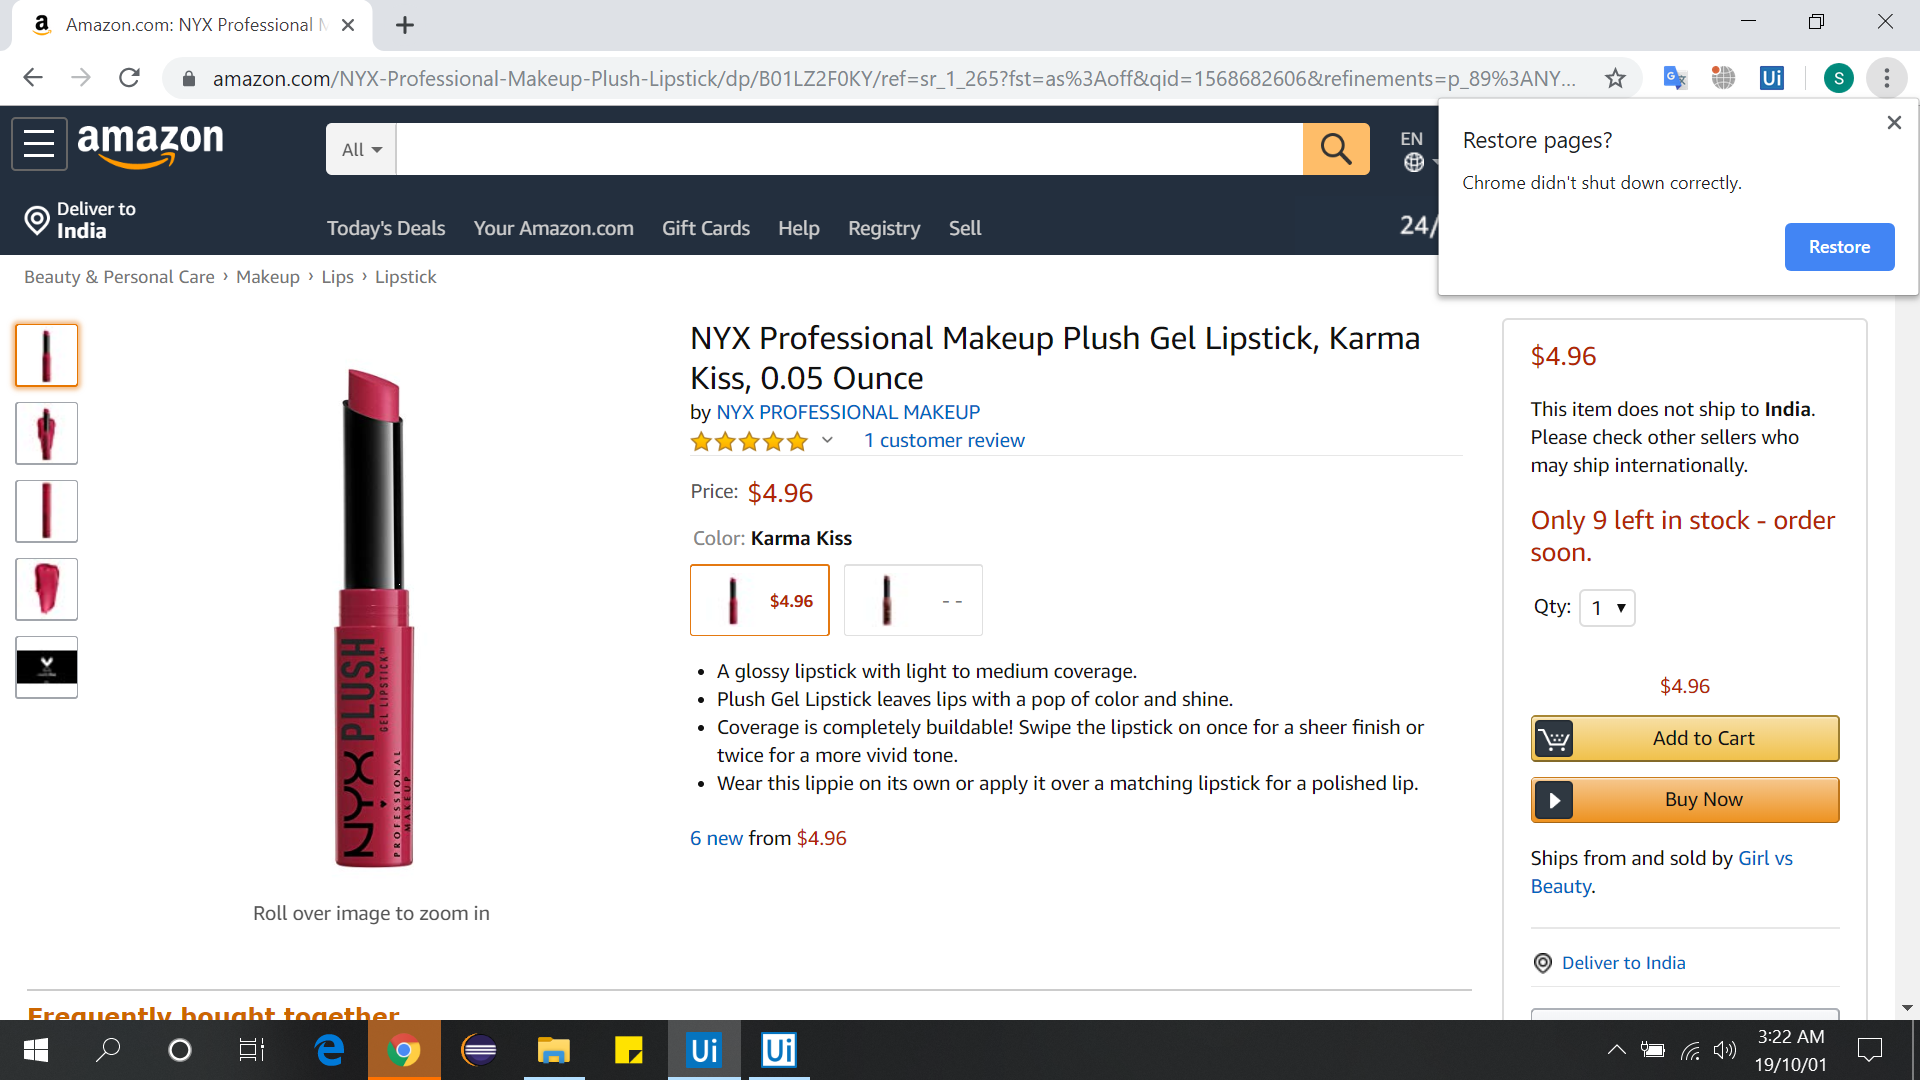 Amazon.com: NYX Professional M
amazon.com/NYX-Professional-Makeup-Plush-Lipstick/dp/B01LZ2F0KY/ref=sr_1_265?fst=as%3Aoff&qid=1568682606&refinements=p_89%3ANY...
Ui
S
Restore pages?
Chrome didn't shut down correctly.
Restore
amazon
All
EN
Deliver to
India
Today's Deals
Your Amazon.com
Gift Cards
Help
Registry
Sell
24/
Beauty & Personal Care › Makeup › Lips › Lipstick
NYX Professional Makeup Plush Gel Lipstick, Karma
Kiss, 0.05 Ounce
by NYX PROFESSIONAL MAKEUP
1 customer review
Price: $4.96
Color: Karma Kiss
$4.96
- -
• A glossy lipstick with light to medium coverage.
• Plush Gel Lipstick leaves lips with a pop of color and shine.
• Coverage is completely buildable! Swipe the lipstick on once for a sheer finish or
twice for a more vivid tone.
• Wear this lippie on its own or apply it over a matching lipstick for a polished lip.
6 new from $4.96
NYX PLUSH
PROFESSIONAL MAKEUP
GEL LIPSTICK™
Roll over image to zoom in
$4.96
This item does not ship to India.
Please check other sellers who
may ship internationally.
Only 9 left in stock - order
soon.
Qty: 1
$4.96
Add to Cart
Buy Now
Ships from and sold by Girl vs
Beauty.
Deliver to India
Frequently bought together
Ui
Ui
3:22 AM
19/10/01